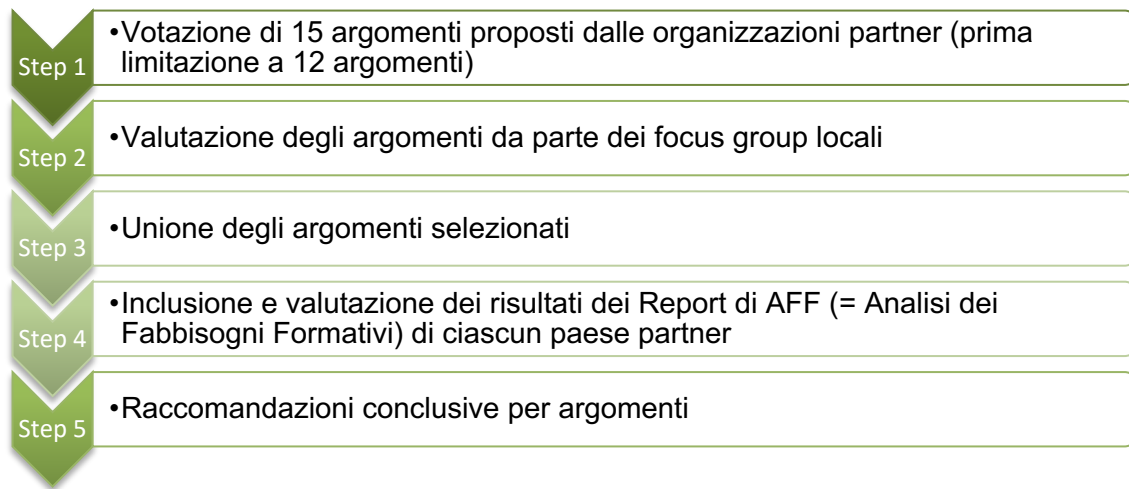 Step 1
•Votazione di 15 argomenti proposti dalle organizzazioni partner (prima
limitazione a 12 argomenti)
Step 2
•Valutazione degli argomenti da parte dei focus group locali
Step 3
•Unione degli argomenti selezionati
Step 4
•Inclusione e valutazione dei risultati dei Report di AFF (= Analisi dei
Fabbisogni Formativi) di ciascun paese partner
Step 5
•Raccomandazioni conclusive per argomenti